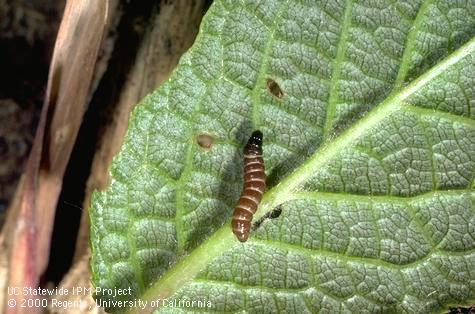 UC Statewide IPM Project
© 2000 Regents, University of California